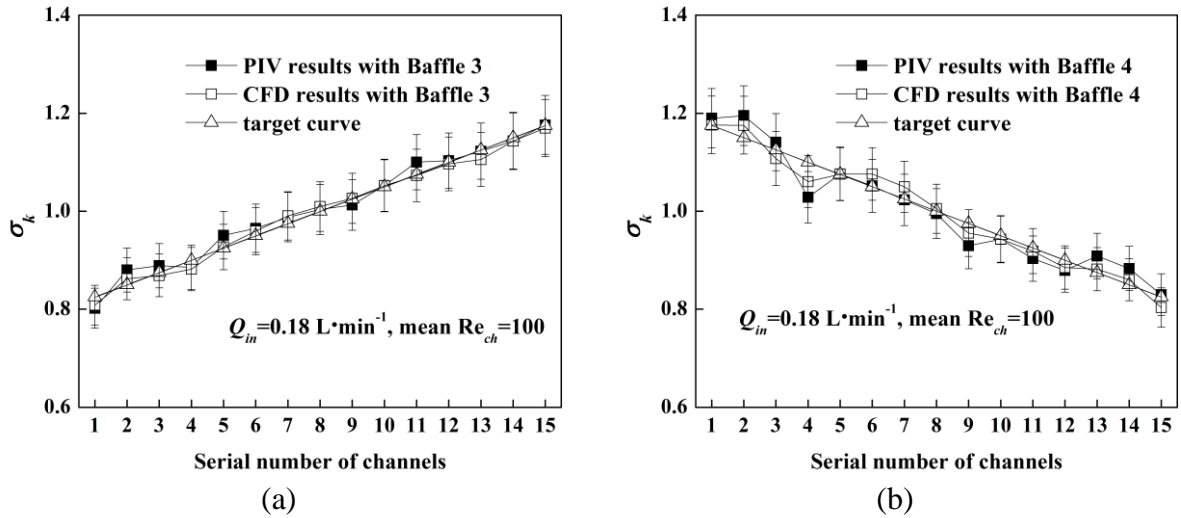 1.4
1.2
1.0
0.8
0.6
σk
PIV results with Baffle 3
CFD results with Baffle 3
target curve
Qin=0.18 L·min-1, mean Rech=100
1 2 3 4 5 6 7 8 9 10 11 12 13 14 15
Serial number of channels
(a)
1.4
1.2
1.0
0.8
0.6
σk
PIV results with Baffle 4
CFD results with Baffle 4
target curve
Qin=0.18 L·min-1, mean Rech=100
1 2 3 4 5 6 7 8 9 10 11 12 13 14 15
Serial number of channels
(b)